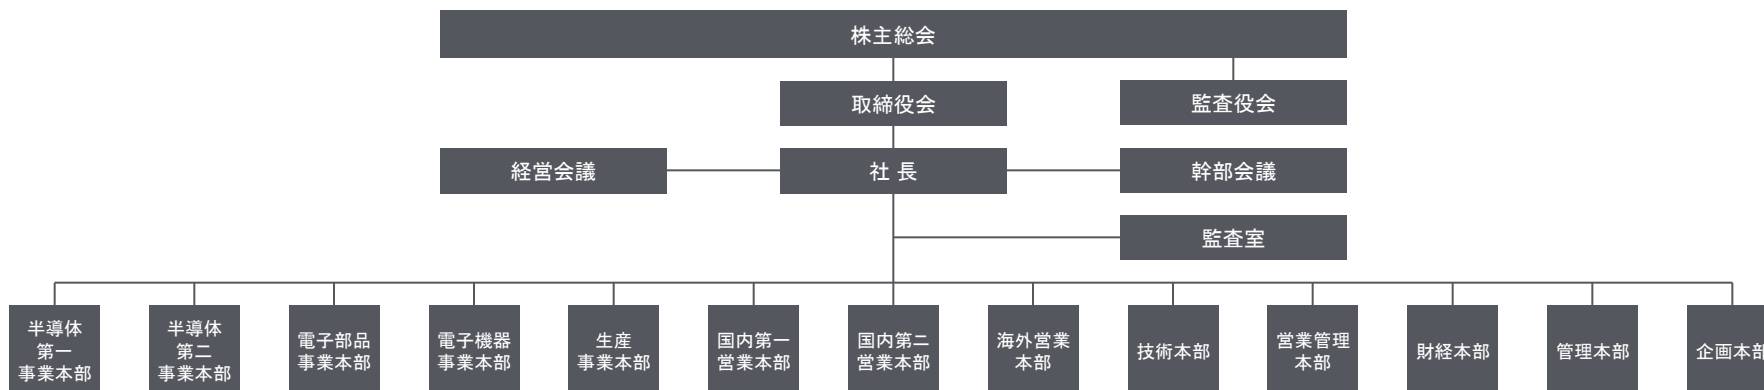 株主総会
取締役会
監査役会
経営会議
社 長
幹部会議
監査室
半導体
第一
事業本部
半導体
第二
事業本部
電子部品
事業本部
電子機器
事業本部
生産
事業本部
国内第一
営業本部
国内第二
営業本部
海外営業
本部
技術本部
営業管理
本部
財経本部
管理本部
企画本部